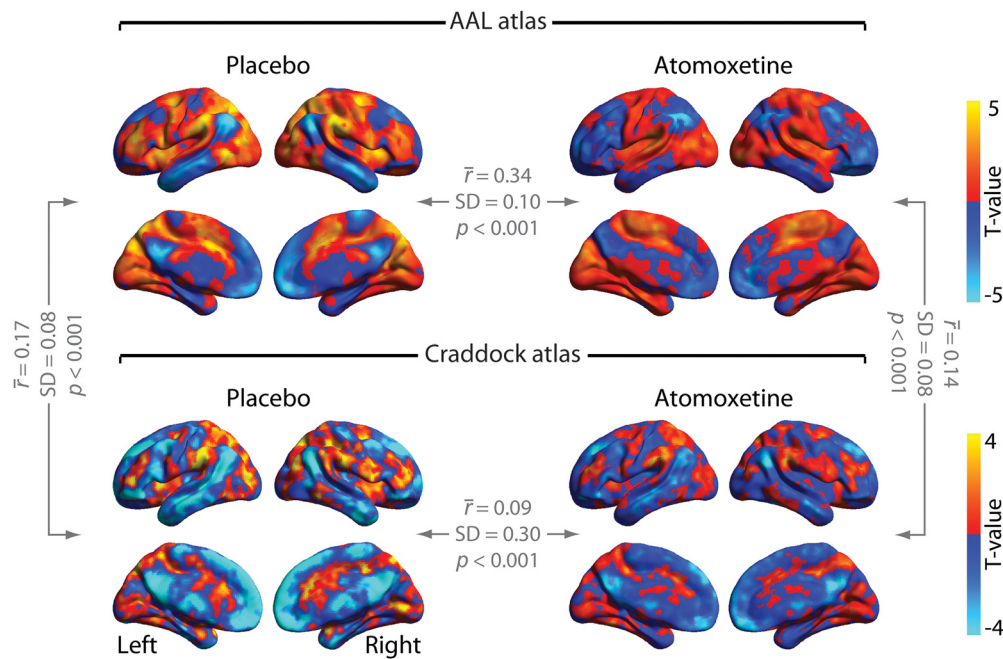 AAL atlas
Placebo
Atomoxetine
r̄ = 0.34
SD = 0.10
p < 0.001
5
T-value
-5
r̄ = 0.17
SD = 0.08
p < 0.001
r̄ = 0.14
SD = 0.08
p < 0.001
Craddock atlas
Placebo
Atomoxetine
r̄ = 0.09
SD = 0.30
p < 0.001
4
T-value
-4
Left
Right